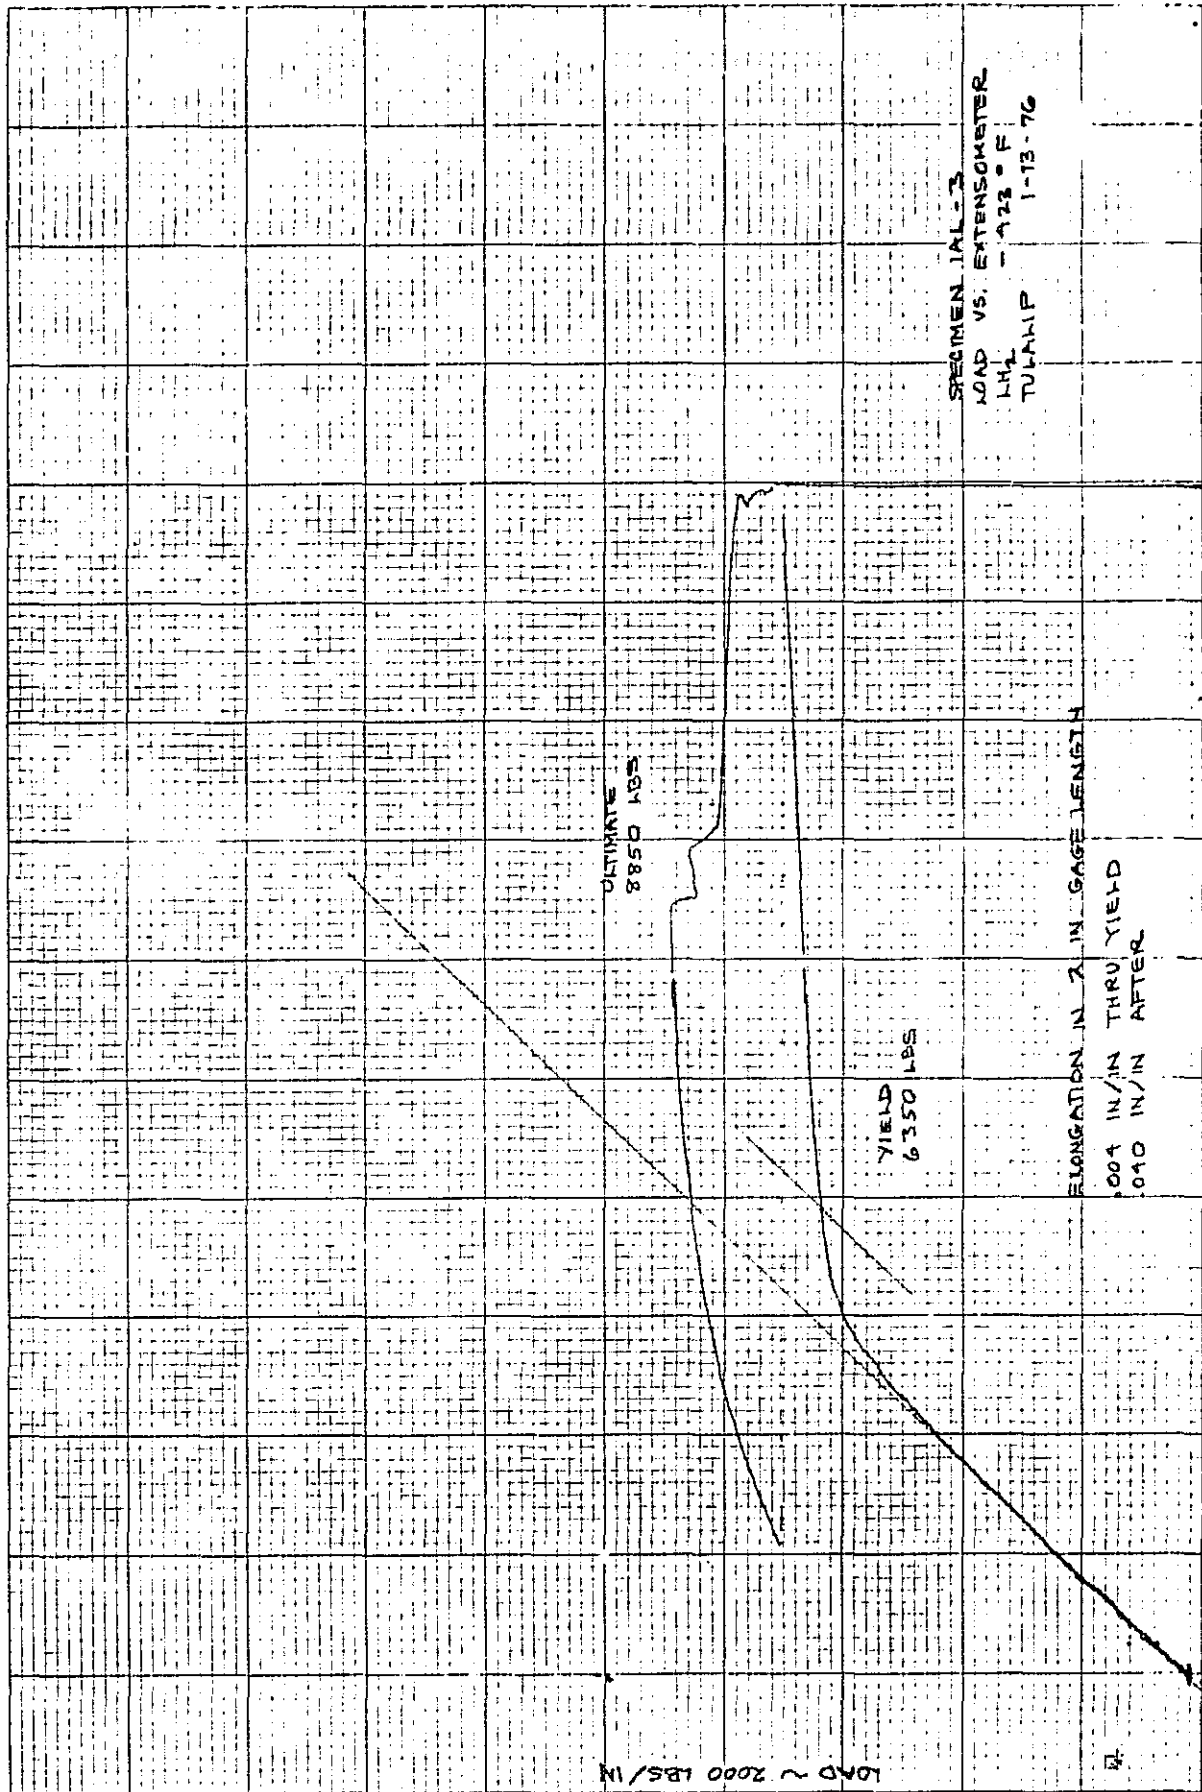 SPECIMEN 1AL-3
LOAD VS. EXTENSOMETER
LH2 -423° F
TULALIP 1-13-76
ULTIMATE
8850 LBS
YIELD
6350 LBS
ELONGATION IN 2 IN GAGE LENGTH
.004 IN/IN THRU YIELD
.040 IN/IN AFTER
LOAD ~ 2000 LBS/IN